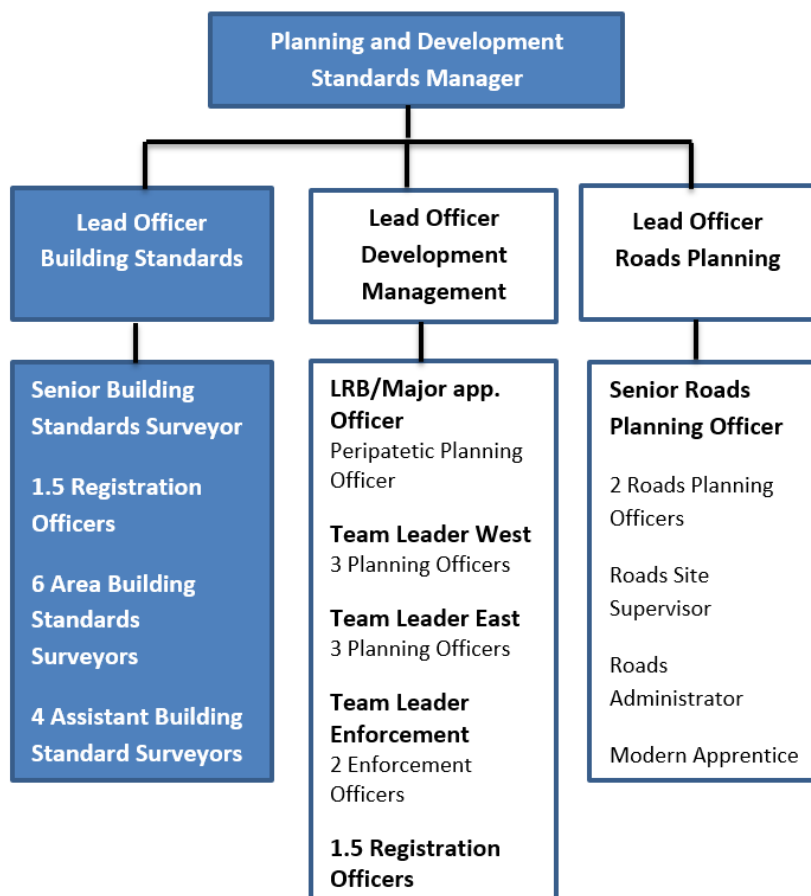 Planning and Development
Standards Manager
Lead Officer
Building Standards
Lead Officer
Development
Management
Lead Officer
Roads Planning
Senior Building
Standards Surveyor
1.5 Registration
Officers
6 Area Building
Standards
Surveyors
4 Assistant Building
Standard Surveyors
LRB/Major app.
Officer
Peripatetic Planning
Officer
Team Leader West
3 Planning Officers
Team Leader East
3 Planning Officers
Team Leader
Enforcement
2 Enforcement
Officers
1.5 Registration
Officers
Senior Roads
Planning Officer
2 Roads Planning
Officers
Roads Site
Supervisor
Roads
Administrator
Modern Apprentice